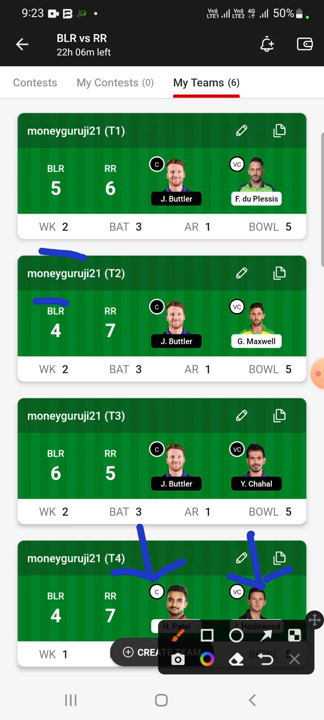 9:23 50%
BLR vs RR
22h 06m left
Contests My Contests (0) My Teams (6)
moneyguruji21 (T1)
BLR RR C VC
5 6 J. Buttler F. du Plessis
WK 2 BAT 3 AR 1 BOWL 5
moneyguruji21 (T2)
BLR RR C VC
4 7 J. Buttler G. Maxwell
WK 2 BAT 3 AR 1 BOWL 5
moneyguruji21 (T3)
BLR RR C VC
6 5 J. Buttler Y. Chahal
WK 2 BAT 3 AR 1 BOWL 5
moneyguruji21 (T4)
BLR RR C VC
4 7 H. Patel J. Hazlewood
WK 1 CREATE TEAM